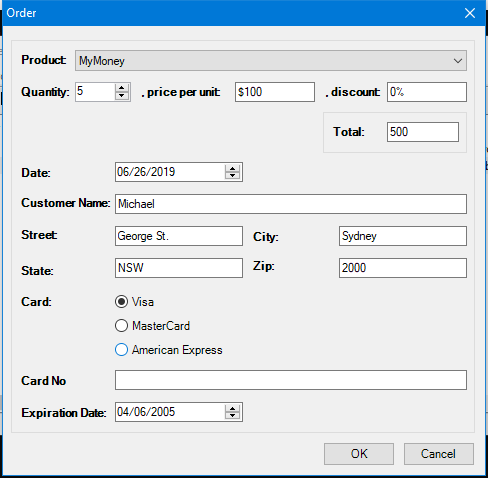 Order
Product: MyMoney
Quantity: 5 , price per unit: $100 , discount: 0%
Total: 500
Date: 06/26/2019
Customer Name: Michael
Street: George St. City: Sydney
State: NSW Zip: 2000
Card: Visa
MasterCard
American Express
Card No
Expiration Date: 04/06/2005
OK Cancel